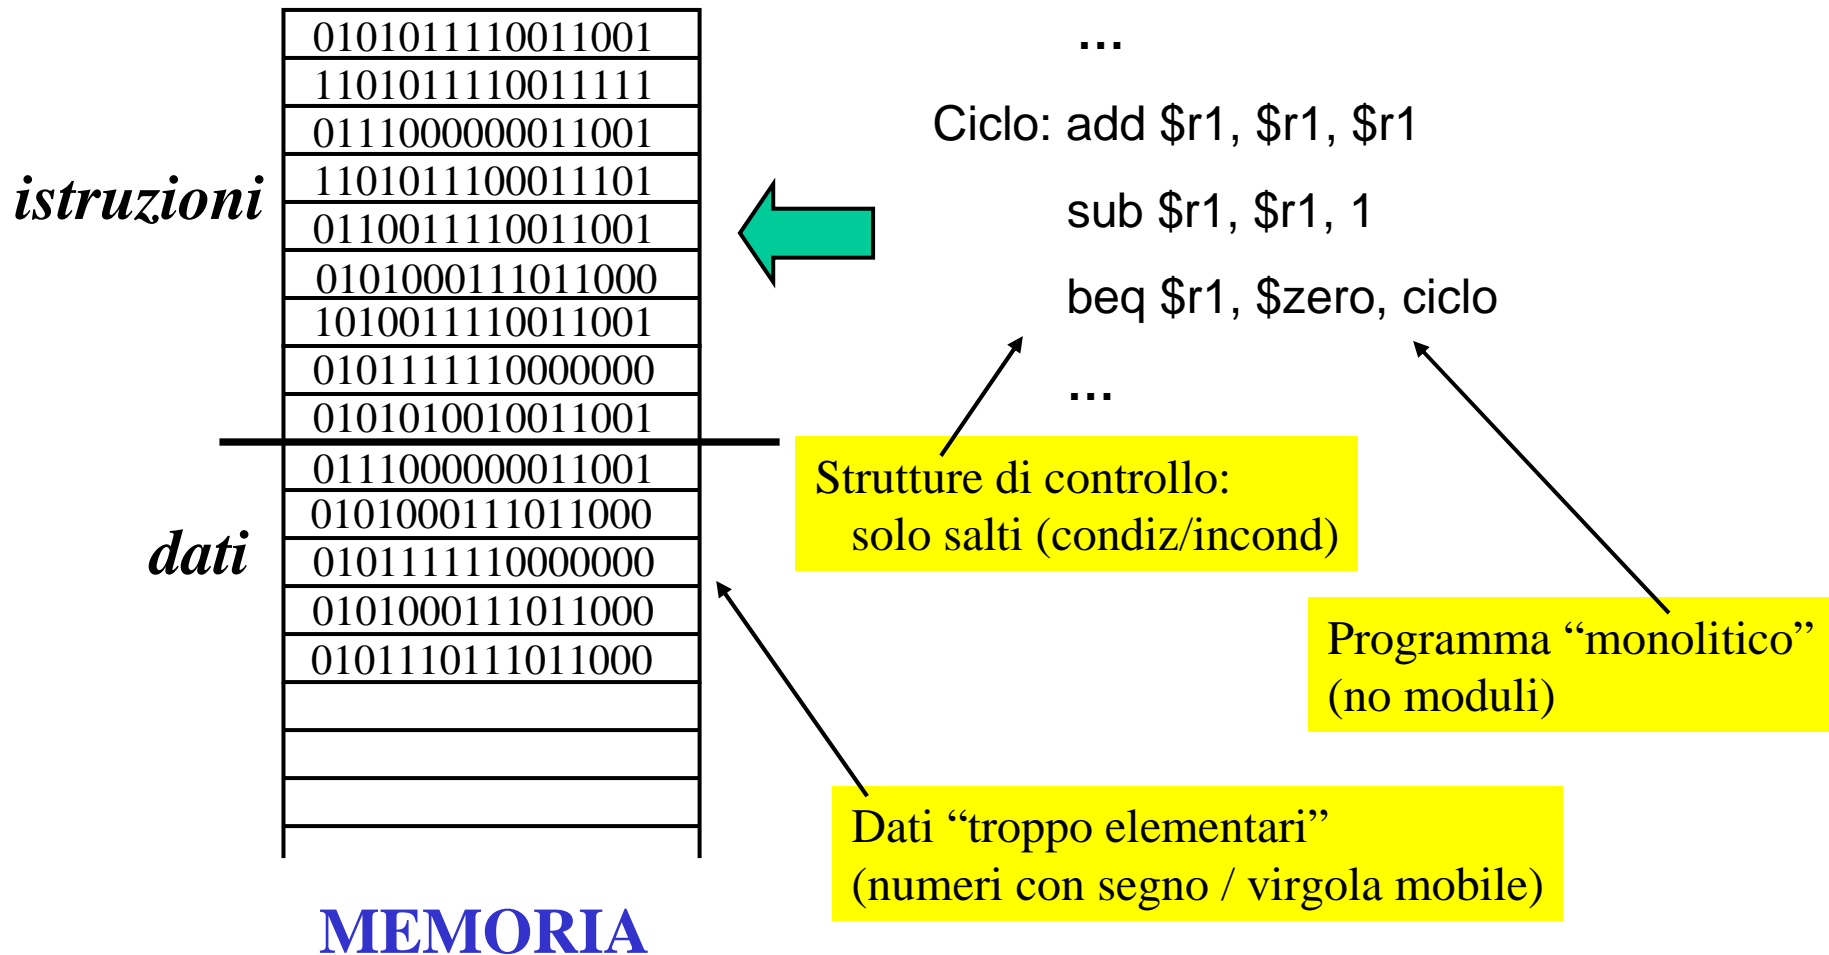 0101011110011001
1101011110011111
0111000000011001
1101011100011101
0110011110011001
0101000111011000
1010011110011001
0101111110000000
0101010010011001
0111000000011001
0101000111011000
0101111110000000
0101000111011000
0101110111011000
istruzioni
dati
MEMORIA
...
Ciclo: add $r1, $r1, $r1
sub $r1, $r1, 1
beq $r1, $zero, ciclo
...
Strutture di controllo:
solo salti (condiz/incond)
Programma “monolitico”
(no moduli)
Dati “troppo elementari”
(numeri con segno / virgola mobile)